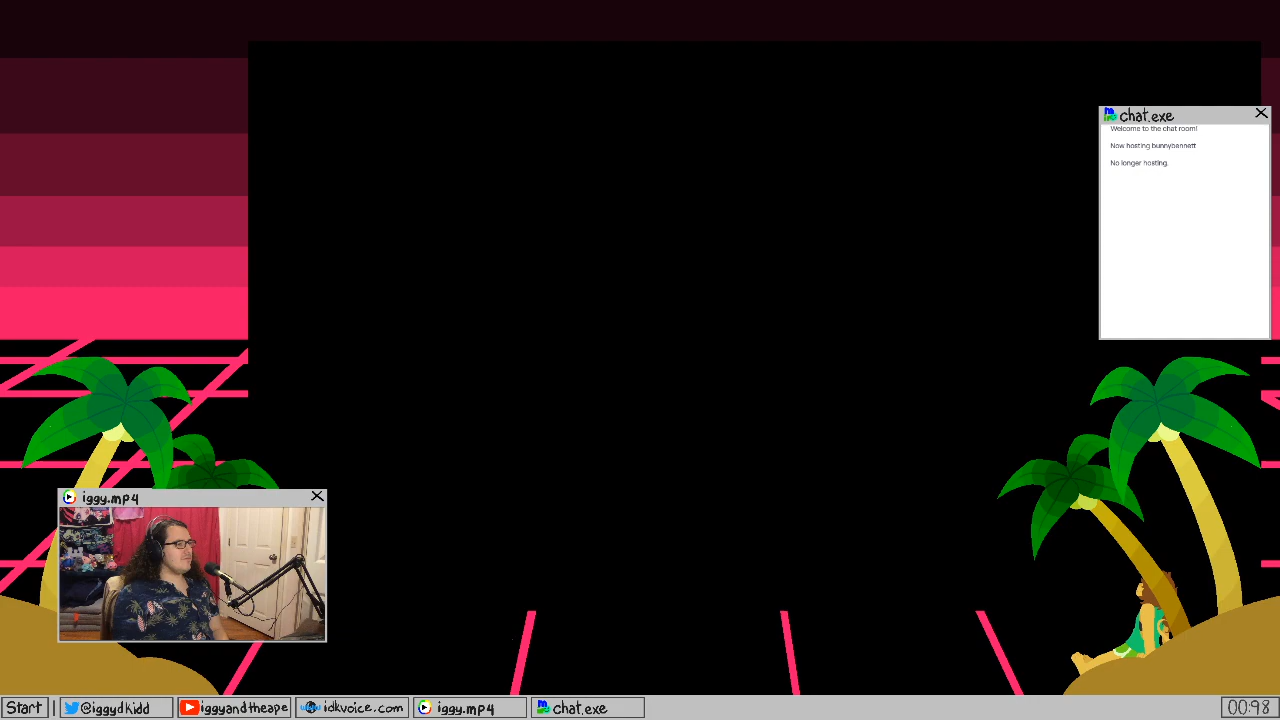 chat.exe
Welcome to the chat room!
Now hosting bunnybennett
No longer hosting.
iggy.mp4
Start | @iggydkidd iggyandtheape idkvoice.com iggy.mp4 chat.exe 00:98